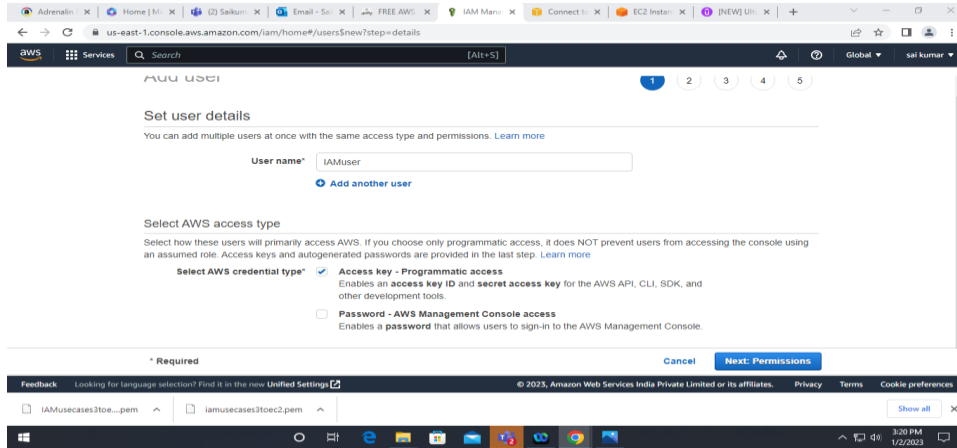 Adrenalin
Home | M
(2) Saikum
Email - Sai
FREE AWS
IAM Mana
Connect to
EC2 Instan
[NEW] Ulti
us-east-1.console.aws.amazon.com/iam/home#/users$new?step=details
aws
Services
Search
[Alt+S]
Global
sai kumar
Add user
1 2 3 4 5
Set user details
You can add multiple users at once with the same access type and permissions. Learn more
User name*
IAMuser
Add another user
Select AWS access type
Select how these users will primarily access AWS. If you choose only programmatic access, it does NOT prevent users from accessing the console using
an assumed role. Access keys and autogenerated passwords are provided in the last step. Learn more
Select AWS credential type*
Access key - Programmatic access
Enables an access key ID and secret access key for the AWS API, CLI, SDK, and
other development tools.
Password - AWS Management Console access
Enables a password that allows users to sign-in to the AWS Management Console.
* Required
Cancel
Next: Permissions
Feedback
Looking for language selection? Find it in the new Unified Settings
© 2023, Amazon Web Services India Private Limited or its affiliates.
Privacy
Terms
Cookie preferences
IAMusecases3toe....pem
iamusecases3toec2.pem
Show all
3:20 PM
1/2/2023